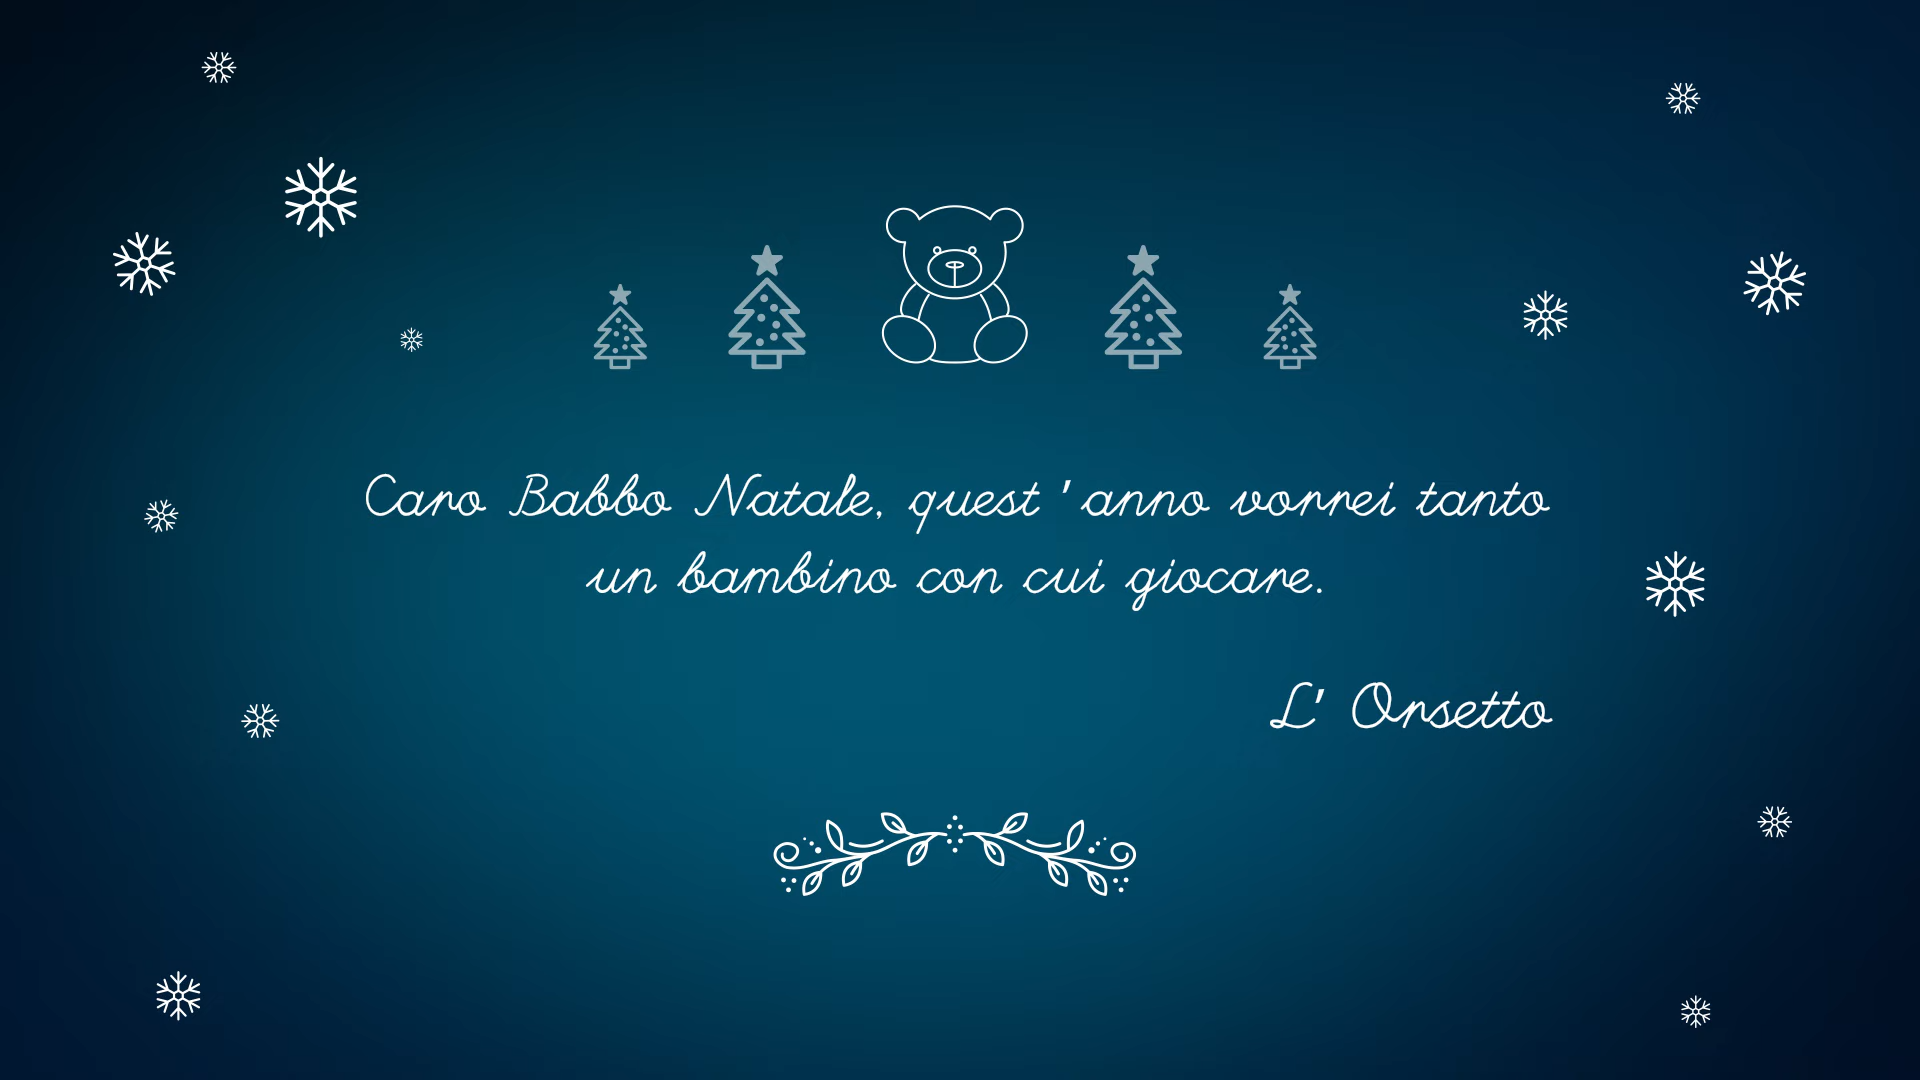 Caro Babbo Natale, quest'anno vorrei tanto
un bambino con cui giocare.
L' Orsetto